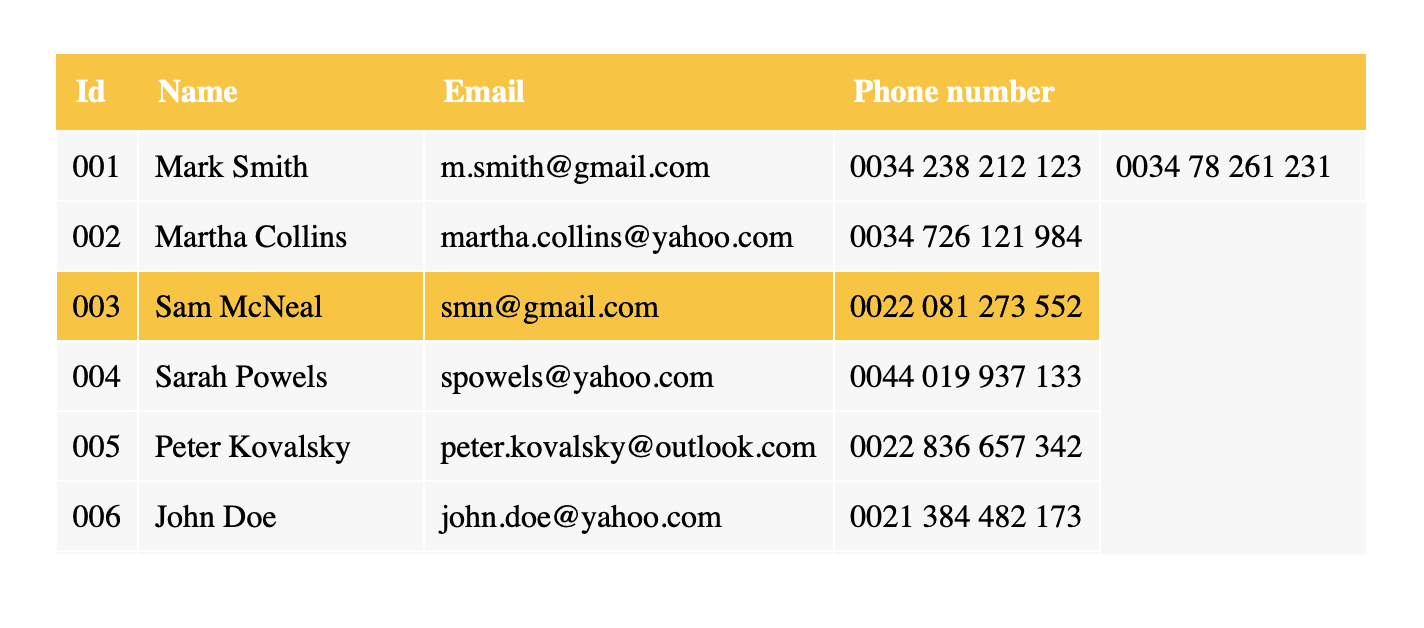 Id Name Email Phone number
001 Mark Smith m.smith@gmail.com 0034 238 212 123 0034 78 261 231
002 Martha Collins martha.collins@yahoo.com 0034 726 121 984
003 Sam McNeal smn@gmail.com 0022 081 273 552
004 Sarah Powels spowels@yahoo.com 0044 019 937 133
005 Peter Kovalsky peter.kovalsky@outlook.com 0022 836 657 342
006 John Doe john.doe@yahoo.com 0021 384 482 173